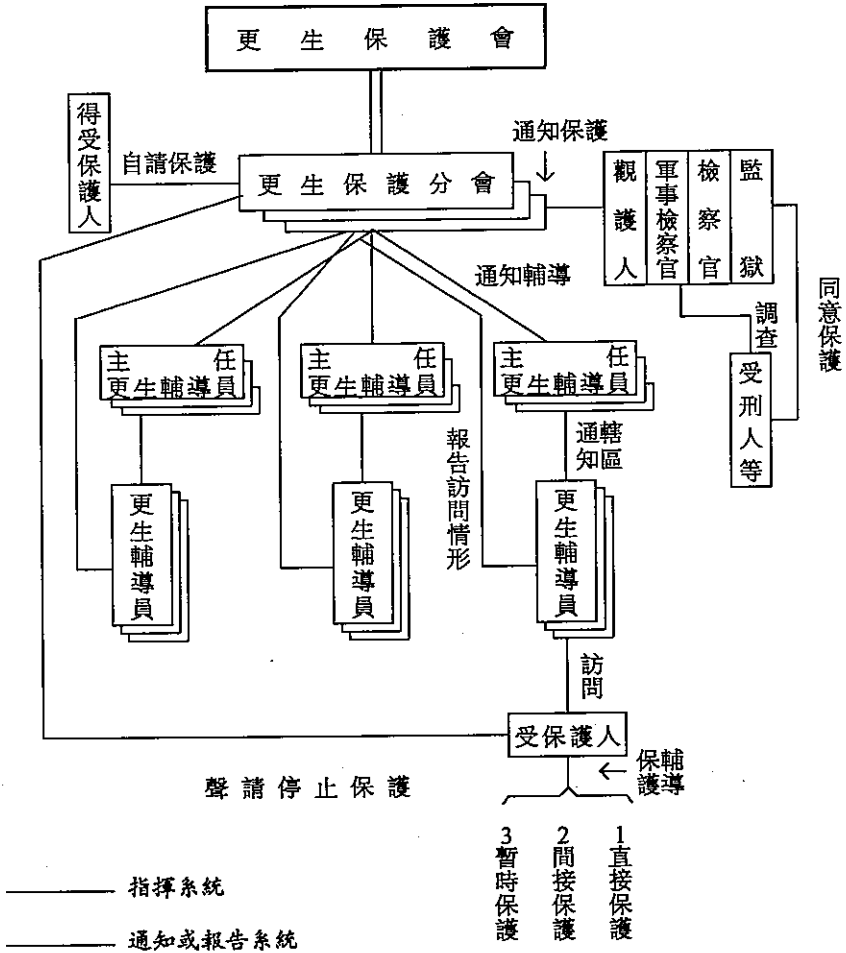 更生保護會
得受保護人
自請保護
更生保護分會
通知保護
觀護人
軍事檢察官
檢察官
監獄
同意保護
調查
受刑人等
通知輔導
主任
更生輔導員
主任
更生輔導員
主任
更生輔導員
報告訪問情形
通轄
知區
更生輔導員
更生輔導員
更生輔導員
訪問
受保護人
保輔
護導
聲請停止保護
3暫時保護
2間接保護
1直接保護
指揮系統
通知或報告系統